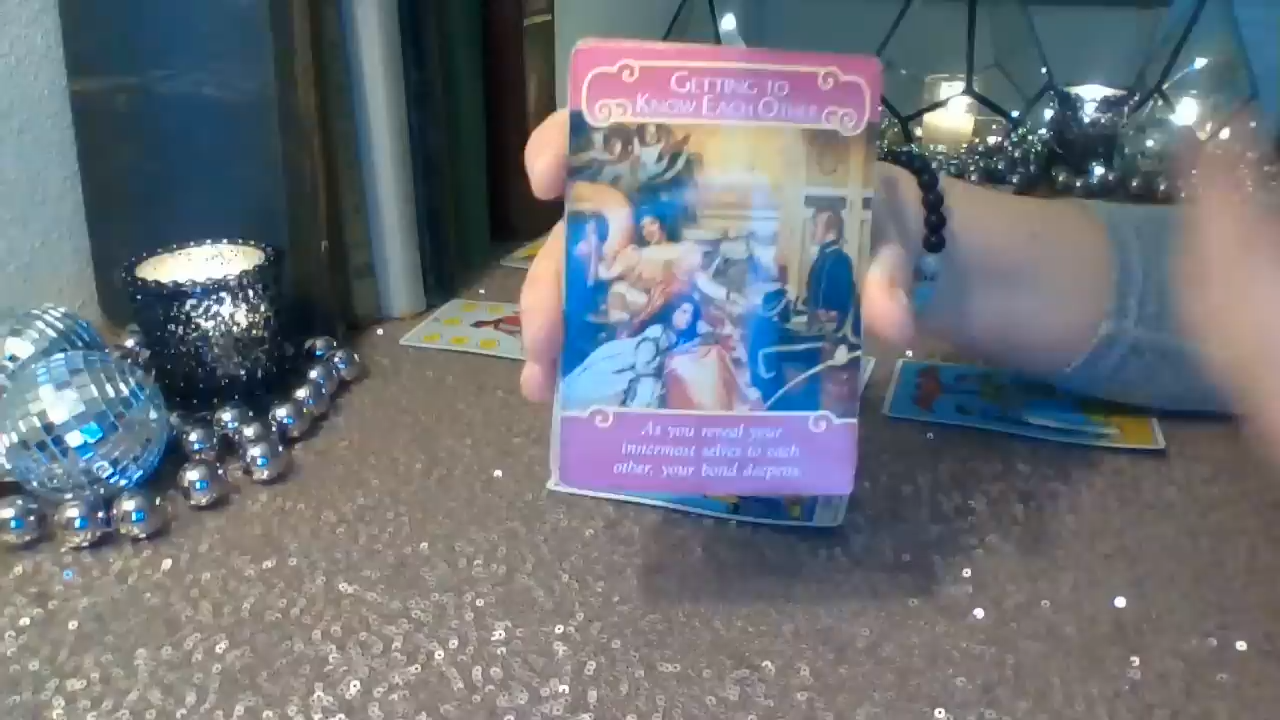 GETTING TO
KNOW EACH OTHER
As you reveal your
innermost selves to each
other, your bond deepens.